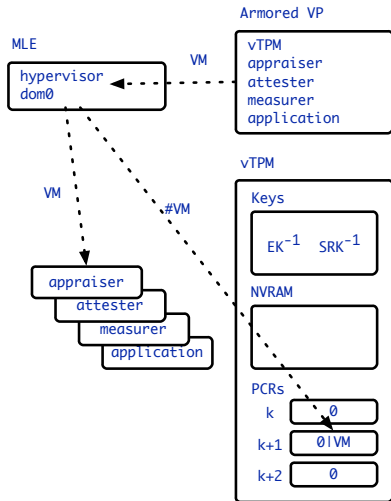 Armored VP
MLE
vTPM
appraiser
attester
measurer
application
VM
hypervisor
dom0
vTPM
Keys
VM
#VM
EK⁻¹ SRK⁻¹
appraiser
attester
measurer
application
NVRAM
PCRs
k 0
k+1 0|VM
k+2 0